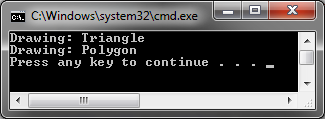 C:\Windows\system32\cmd.exe
Drawing: Triangle
Drawing: Polygon
Press any key to continue . . . _